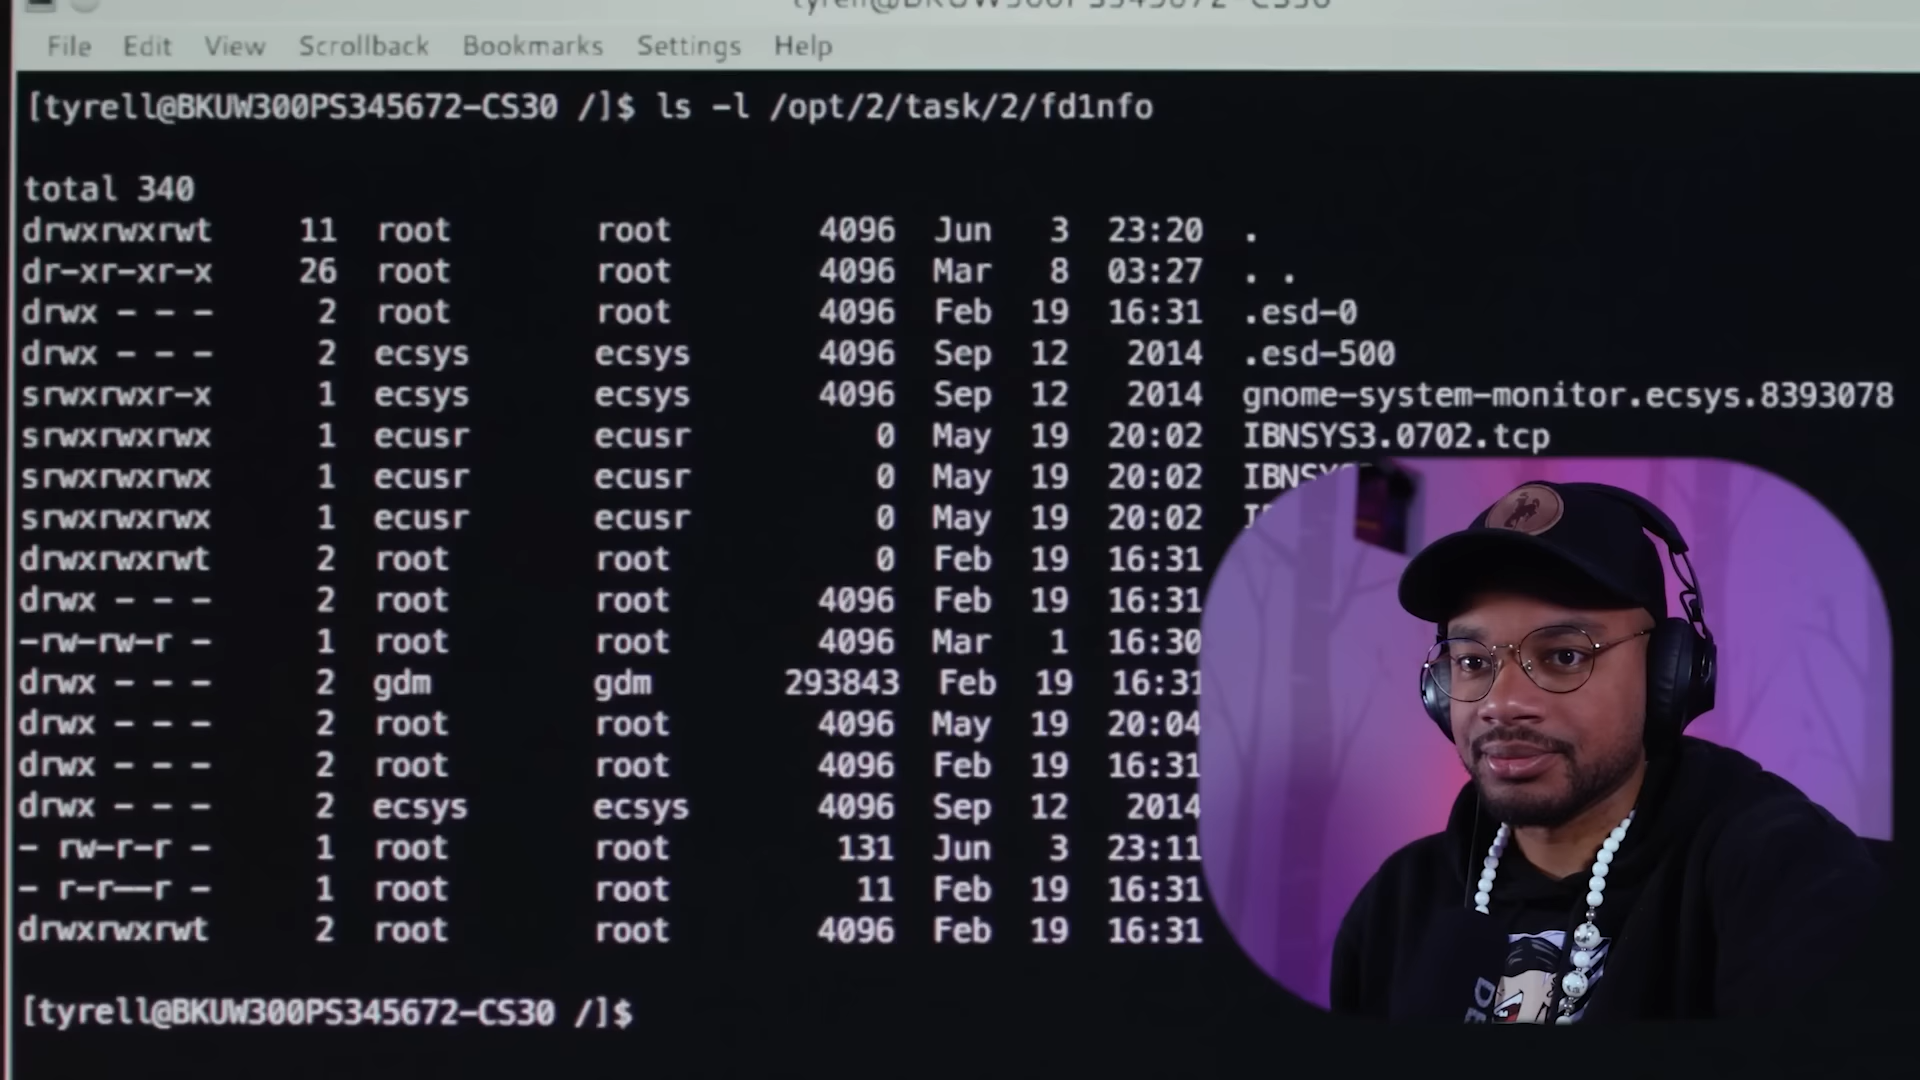 tyrell@BKUW300PS345672-CS30
File Edit View Scrollback Bookmarks Settings Help
[tyrell@BKUW300PS345672-CS30 /]$ ls -l /opt/2/task/2/fd1nfo
total 340
drwxrwxrwt 11 root root 4096 Jun 3 23:20 .
dr-xr-xr-x 26 root root 4096 Mar 8 03:27 . .
drwx - - - 2 root root 4096 Feb 19 16:31 .esd-0
drwx - - - 2 ecsys ecsys 4096 Sep 12 2014 .esd-500
srwxrwxr-x 1 ecsys ecsys 4096 Sep 12 2014 gnome-system-monitor.ecsys.8393078
srwxrwxrwx 1 ecusr ecusr 0 May 19 20:02 IBNSYS3.0702.tcp
srwxrwxrwx 1 ecusr ecusr 0 May 19 20:02
srwxrwxrwx 1 ecusr ecusr 0 May 19 20:02
drwxrwxrwt 2 root root 0 Feb 19 16:31
drwx - - - 2 root root 4096 Feb 19 16:31
-rw-rw-r - 1 root root 4096 Mar 1 16:30
drwx - - - 2 gdm gdm 293843 Feb 19 16:31
drwx - - - 2 root root 4096 May 19 20:04
drwx - - - 2 root root 4096 Feb 19 16:31
drwx - - - 2 ecsys ecsys 4096 Sep 12 2014
- rw-r-r - 1 root root 131 Jun 3 23:11
- r-r--r - 1 root root 11 Feb 19 16:31
drwxrwxrwt 2 root root 4096 Feb 19 16:31
[tyrell@BKUW300PS345672-CS30 /]$